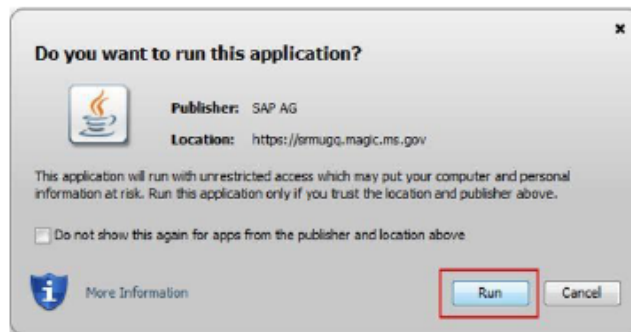 Do you want to run this application?
Publisher: SAP AG
Location: https://srmugq.magic.ms.gov
This application will run with unrestricted access which may put your computer and personal
information at risk. Run this application only if you trust the location and publisher above.
Do not show this again for apps from the publisher and location above
More Information
Run
Cancel